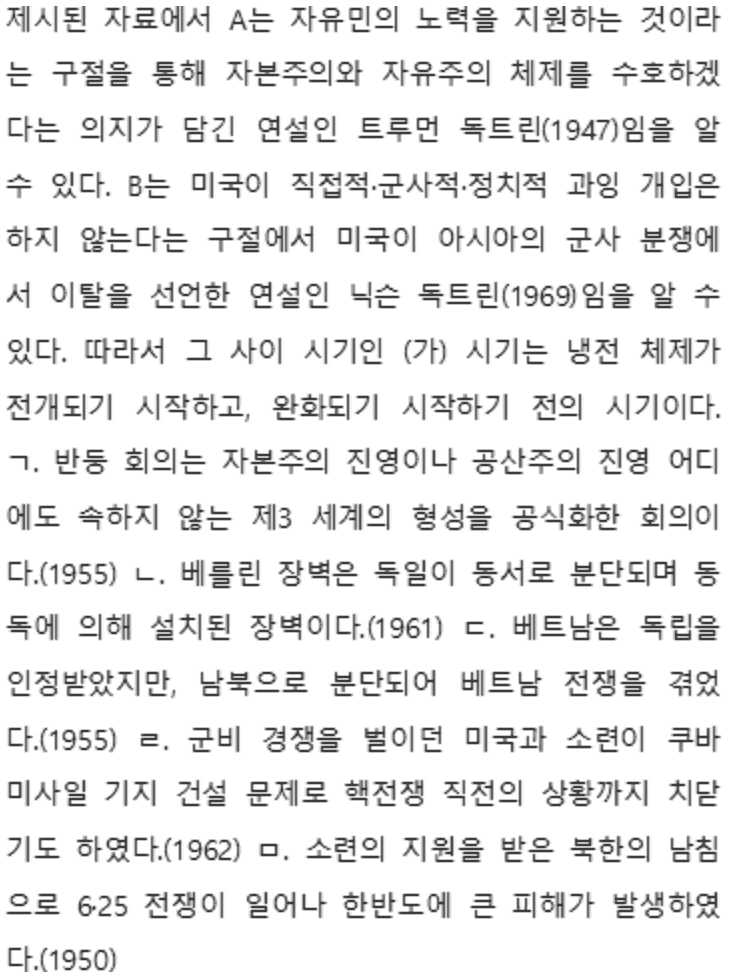 제시된 자료에서 A는 자유민의 노력을 지원하는 것이라
는 구절을 통해 자본주의와 자유주의 체제를 수호하겠
다는 의지가 담긴 연설인 트루먼 독트린(1947)임을 알
수 있다. B는 미국이 직접적·군사적·정치적 과잉 개입은
하지 않는다는 구절에서 미국이 아시아의 군사 분쟁에
서 이탈을 선언한 연설인 닉슨 독트린(1969)임을 알 수
있다. 따라서 그 사이 시기인 (가) 시기는 냉전 체제가
전개되기 시작하고, 완화되기 시작하기 전의 시기이다.
ㄱ. 반둥 회의는 자본주의 진영이나 공산주의 진영 어디
에도 속하지 않는 제3 세계의 형성을 공식화한 회의이
다.(1955) ㄴ. 베를린 장벽은 독일이 동서로 분단되며 동
독에 의해 설치된 장벽이다.(1961) ㄷ. 베트남은 독립을
인정받았지만, 남북으로 분단되어 베트남 전쟁을 겪었
다.(1955) ㄹ. 군비 경쟁을 벌이던 미국과 소련이 쿠바
미사일 기지 건설 문제로 핵전쟁 직전의 상황까지 치닫
기도 하였다.(1962) ㅁ. 소련의 지원을 받은 북한의 남침
으로 6·25 전쟁이 일어나 한반도에 큰 피해가 발생하였
다.(1950)